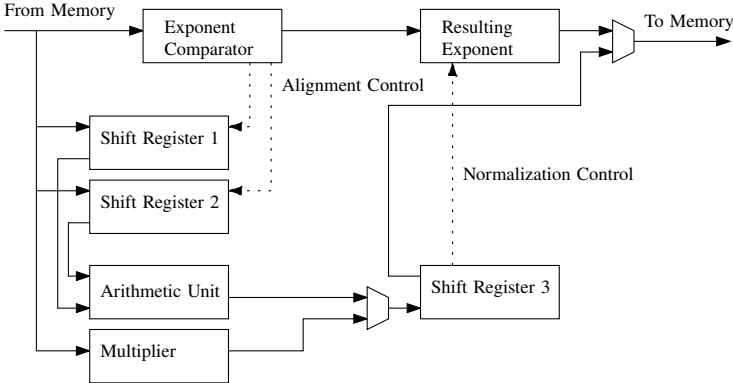 From Memory
Exponent
Comparator
Resulting
Exponent
To Memory
Alignment Control
Shift Register 1
Shift Register 2
Normalization Control
Arithmetic Unit
Shift Register 3
Multiplier